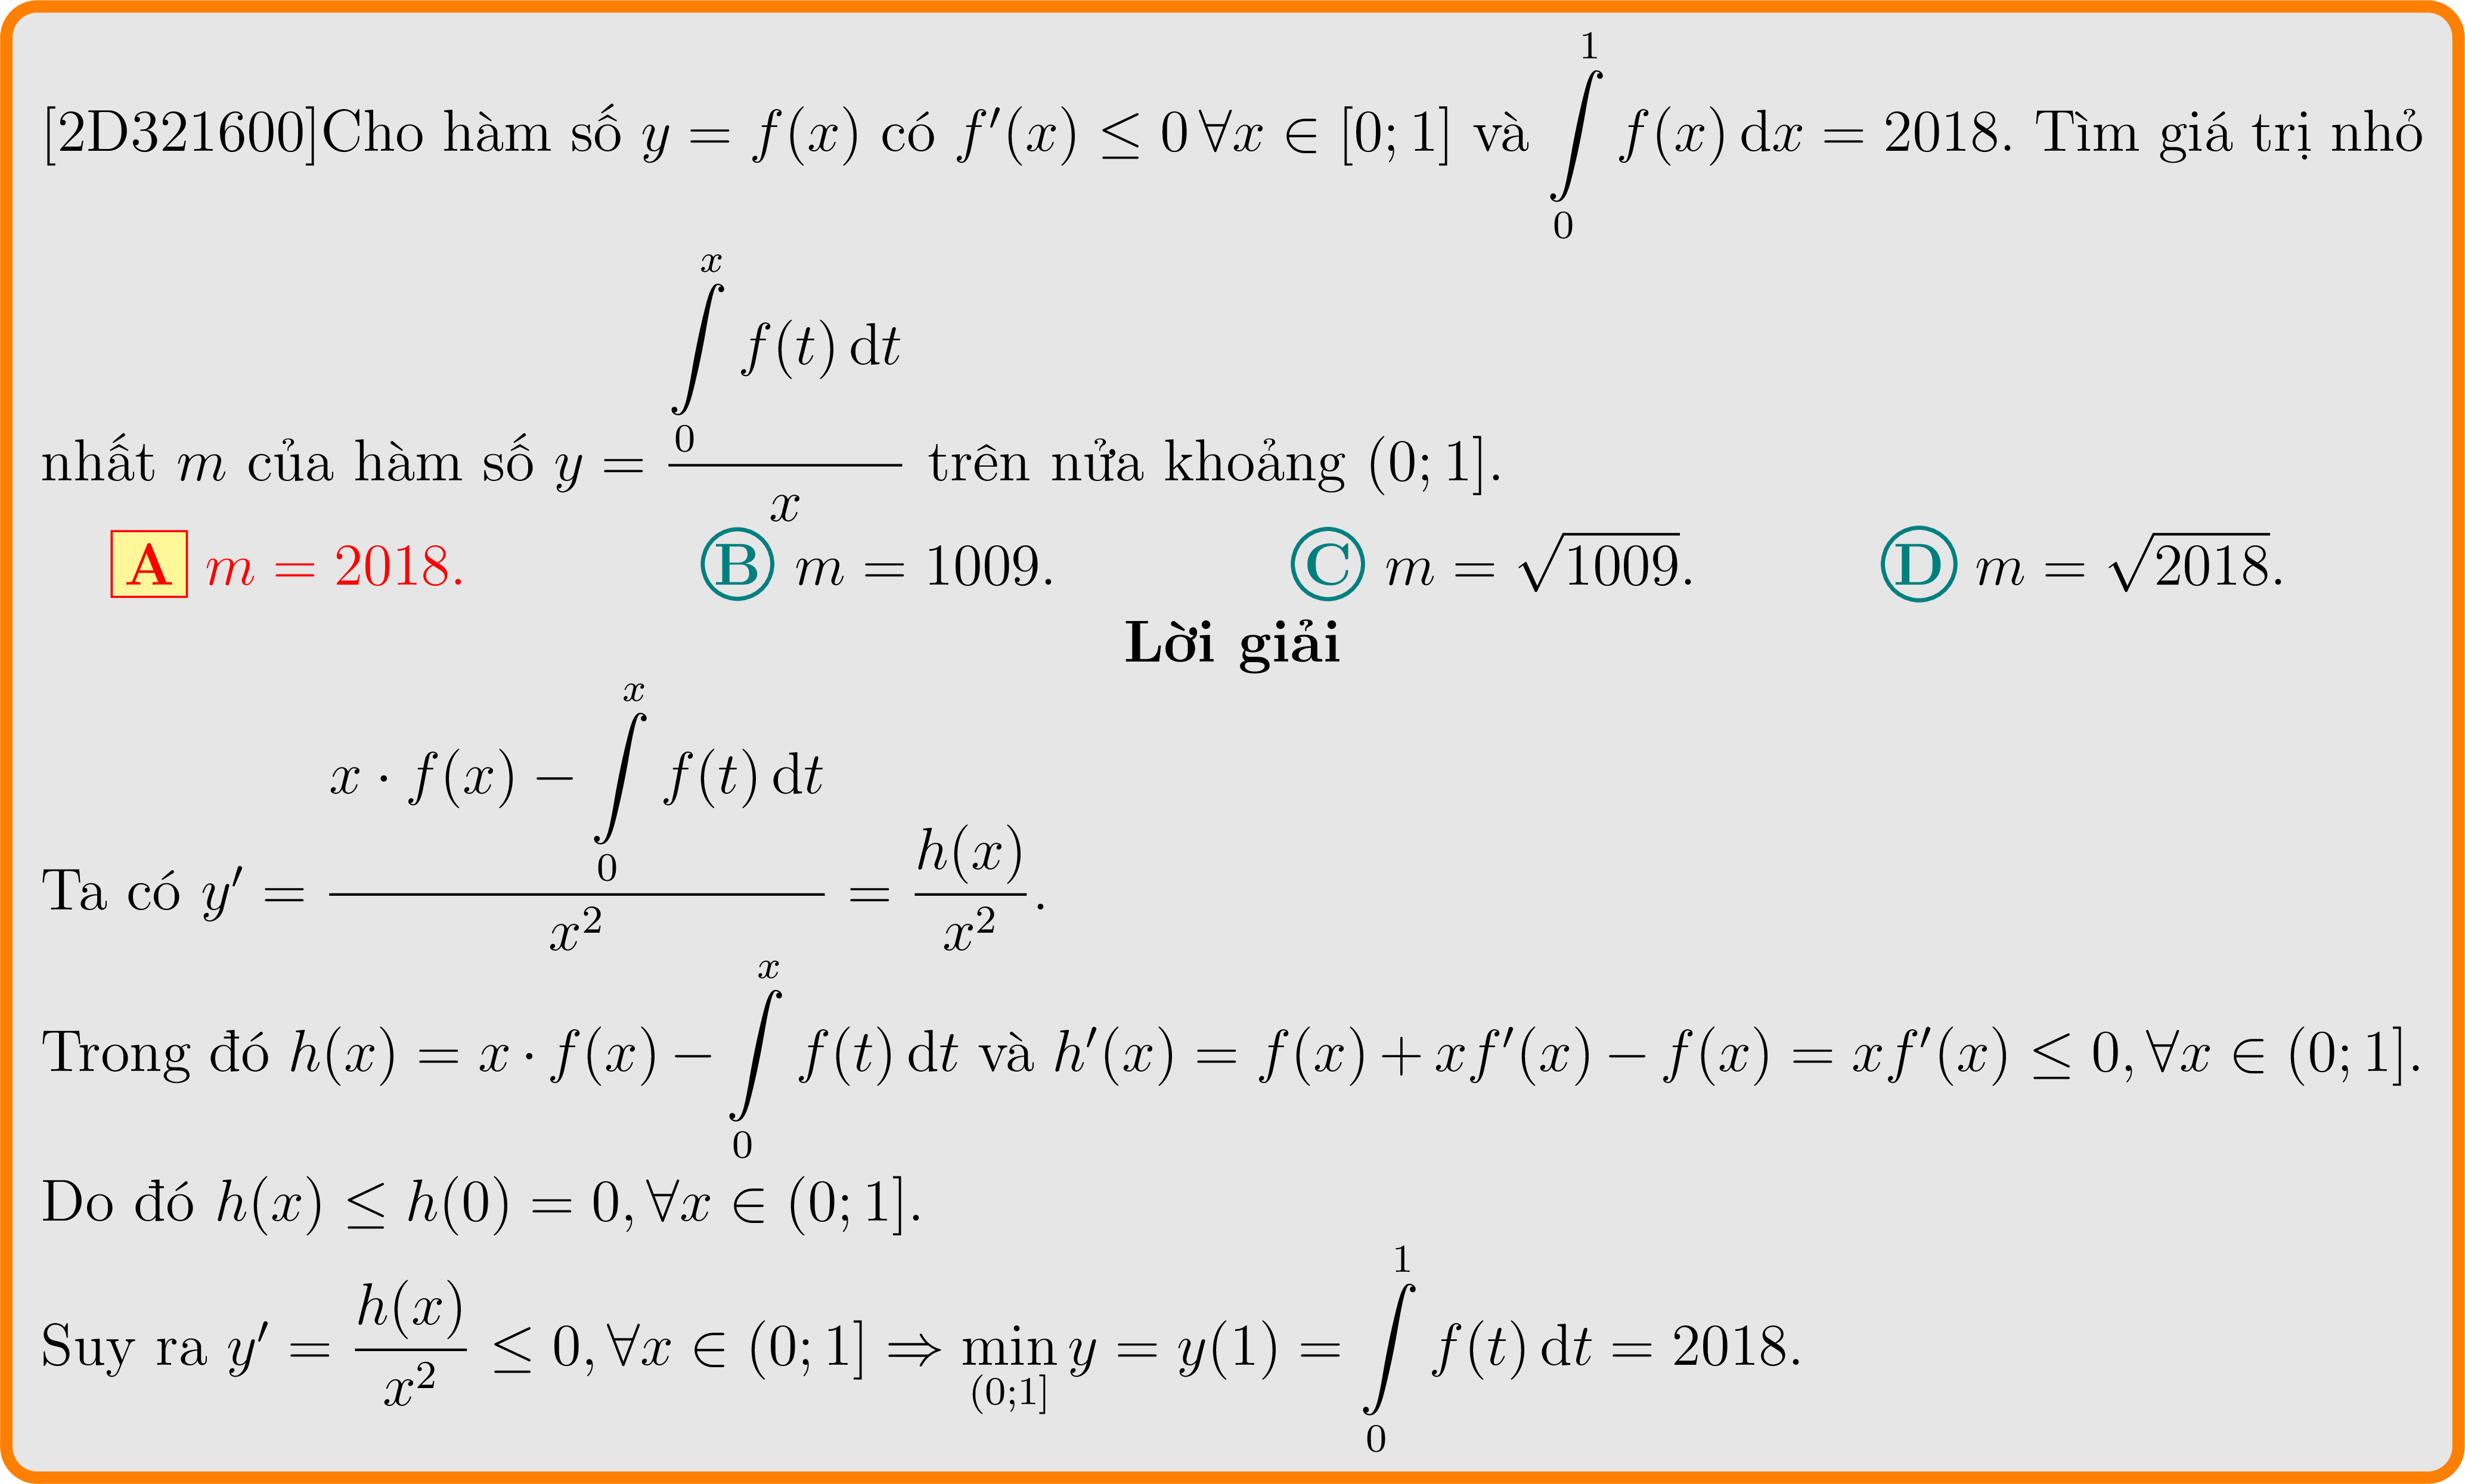 [2D321600]Cho hàm số $y = f(x)$ có $f'(x) \leq 0 \, \forall x \in [0; 1]$ và $\int\limits_0^1 f(x) \, \mathrm{d}x = 2018$. Tìm giá trị nhỏ
nhất $m$ của hàm số $y = \dfrac{\int\limits_0^x f(t) \, \mathrm{d}t}{x}$ trên nửa khoảng $(0; 1]$.
A $m = 2018$. B $m = 1009$. C $m = \sqrt{1009}$. D $m = \sqrt{2018}$.
Lời giải
Ta có $y' = \dfrac{x \cdot f(x) - \int\limits_0^x f(t) \, \mathrm{d}t}{x^2} = \dfrac{h(x)}{x^2}$.
Trong đó $h(x) = x \cdot f(x) - \int\limits_0^x f(t) \, \mathrm{d}t$ và $h'(x) = f(x) + xf'(x) - f(x) = xf'(x) \leq 0, \forall x \in (0; 1]$.
Do đó $h(x) \leq h(0) = 0, \forall x \in (0; 1]$.
Suy ra $y' = \dfrac{h(x)}{x^2} \leq 0, \forall x \in (0; 1] \Rightarrow \min\limits_{(0;1]} y = y(1) = \int\limits_0^1 f(t) \, \mathrm{d}t = 2018$.